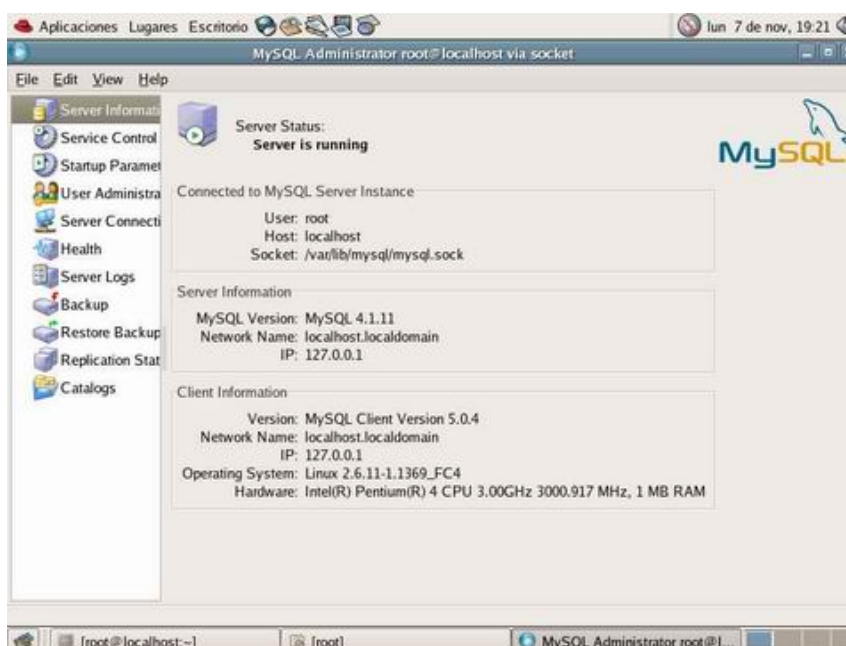 Aplicaciones Lugares Escritorio
lun 7 de nov, 19:21
MySQL Administrator root@localhost via socket
File Edit View Help
Server Informati
Service Control
Startup Paramet
User Administra
Server Connecti
Health
Server Logs
Backup
Restore Backup
Replication Stat
Catalogs
Server Status:
Server is running
MySQL
Connected to MySQL Server Instance
User: root
Host: localhost
Socket: /var/lib/mysql/mysql.sock
Server Information
MySQL Version: MySQL 4.1.11
Network Name: localhost.localdomain
IP: 127.0.0.1
Client Information
Version: MySQL Client Version 5.0.4
Network Name: localhost.localdomain
IP: 127.0.0.1
Operating System: Linux 2.6.11-1.1369_FC4
Hardware: Intel(R) Pentium(R) 4 CPU 3.00GHz 3000.917 MHz, 1 MB RAM
[root@localhost:~]
[root]
MySQL Administrator root@l...